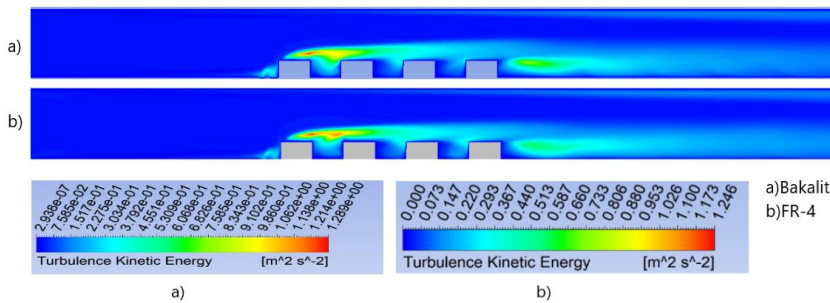 a)
b)
2.938e-07 7.585e-02 1.517e-01 2.275e-01 3.034e-01 3.792e-01 4.551e-01 5.309e-01 6.068e-01 6.826e-01 7.585e-01 8.343e-01 9.102e-01 9.860e-01 1.062e+00 1.138e+00 1.214e+00 1.289e+00
Turbulence Kinetic Energy [m^2 s^-2]
0.000 0.073 0.147 0.220 0.293 0.367 0.440 0.513 0.587 0.660 0.733 0.806 0.880 0.953 1.026 1.100 1.173 1.246
Turbulence Kinetic Energy [m^2 s^-2]
a)Bakalit
b)FR-4
a)
b)